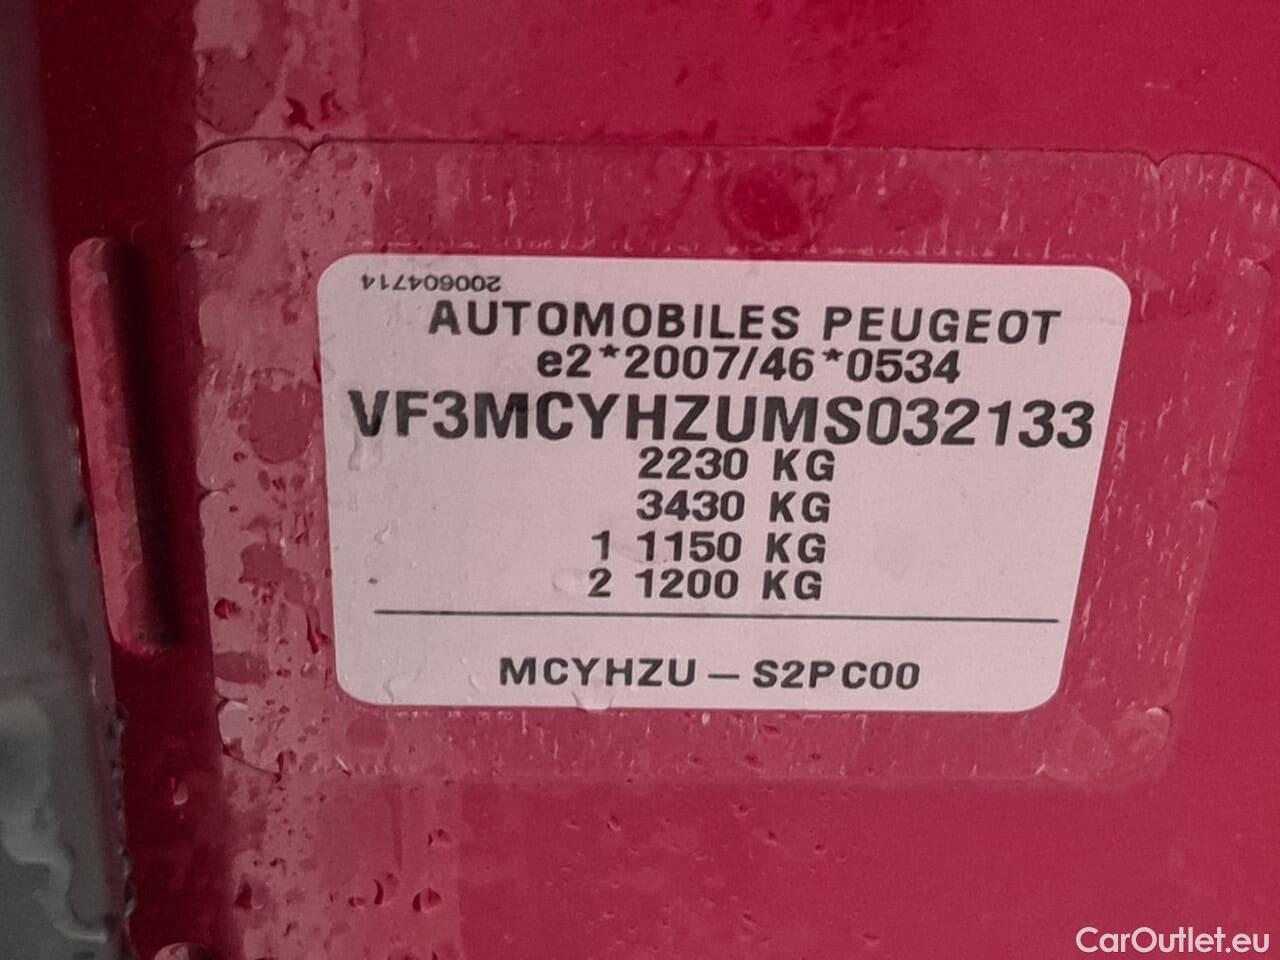 200604714
AUTOMOBILES PEUGEOT
e2*2007/46*0534
VF3MCYHZUMS032133
2230 KG
3430 KG
1 1150 KG
2 1200 KG
MCYHZU – S2PC00
CarOutlet.eu